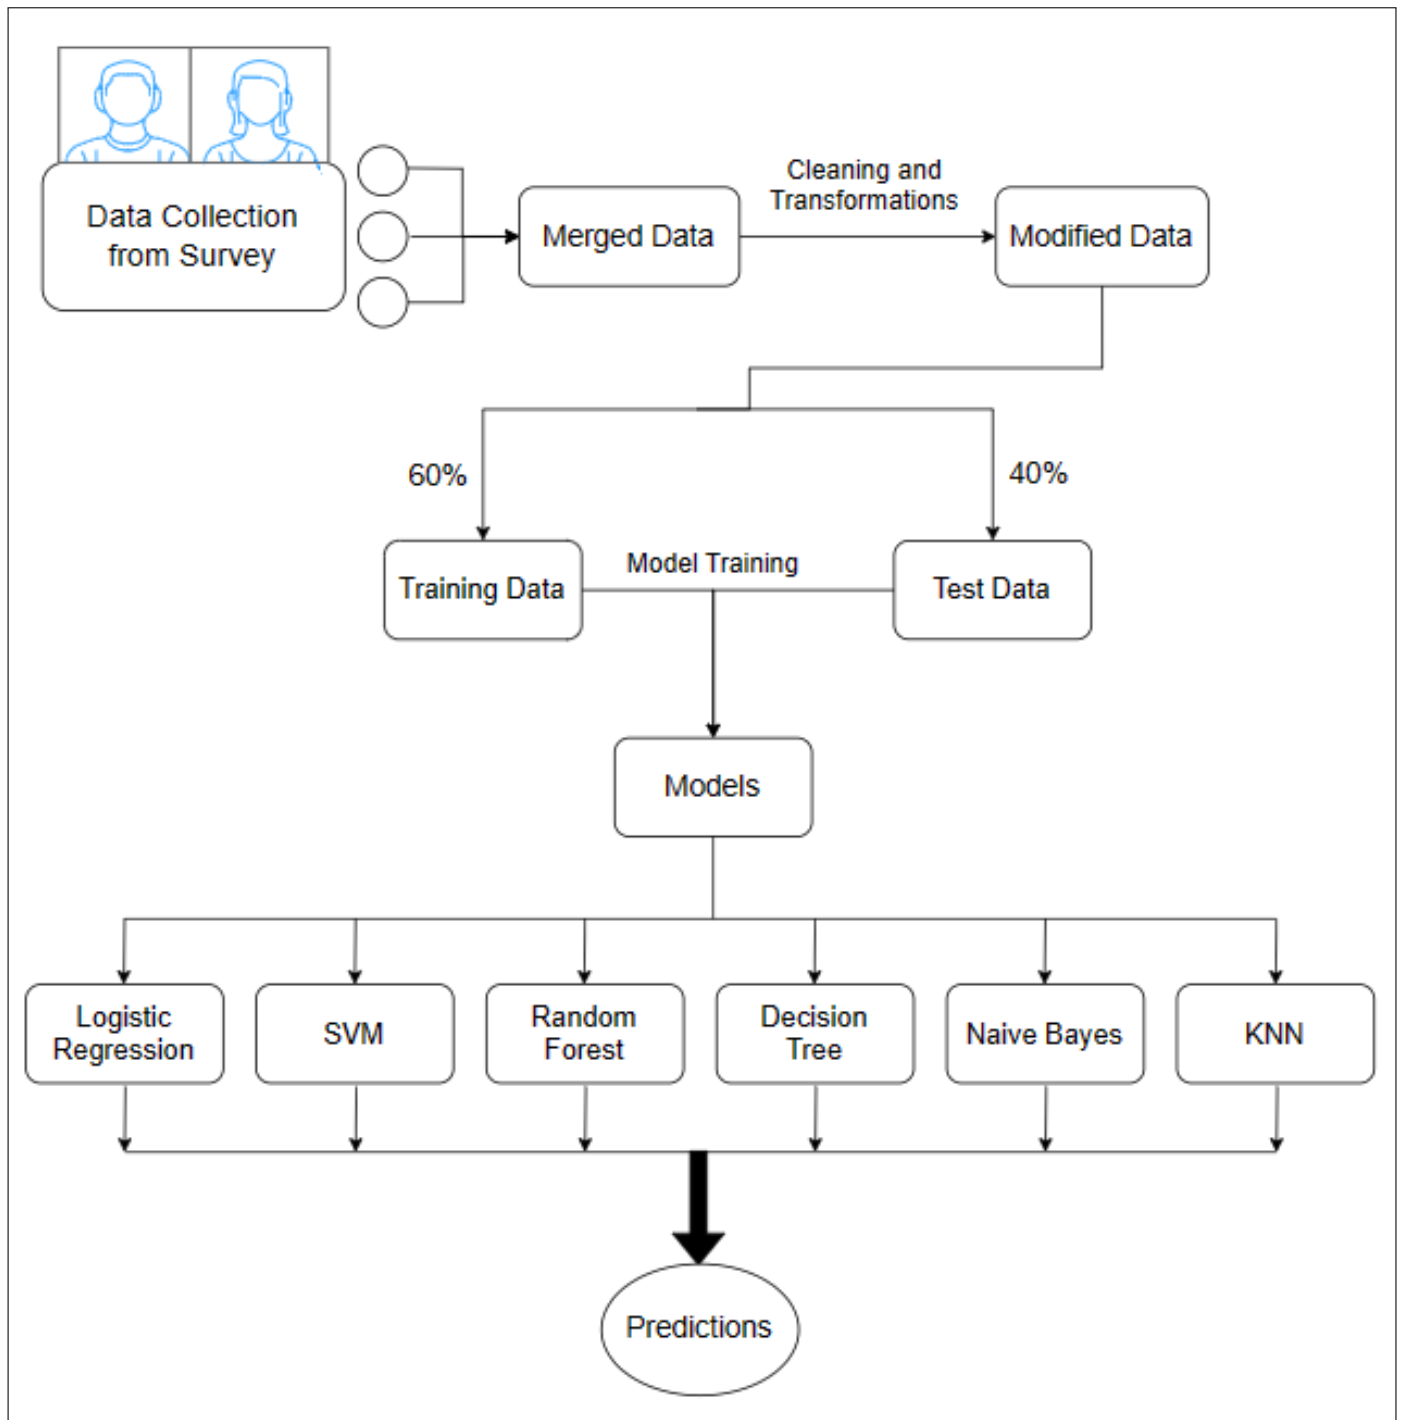 Data Collection
from Survey
Merged Data
Cleaning and
Transformations
Modified Data
60%
40%
Training Data
Model Training
Test Data
Models
Logistic
Regression
SVM
Random
Forest
Decision
Tree
Naive Bayes
KNN
Predictions